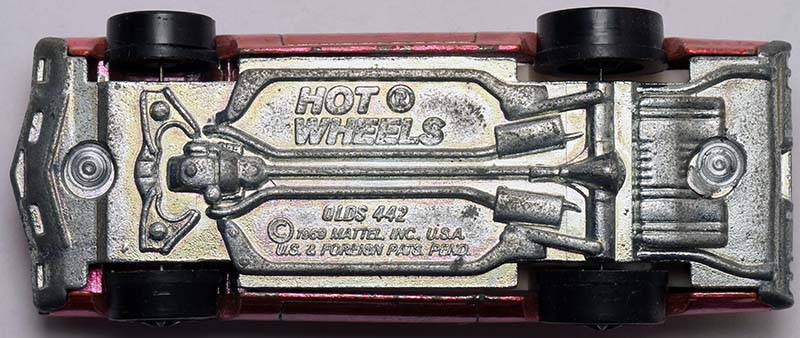 HOT ®
WHEELS
OLDS 442
© 1969 MATTEL, INC. U.S.A.
U.S. & FOREIGN PATS. PEND.